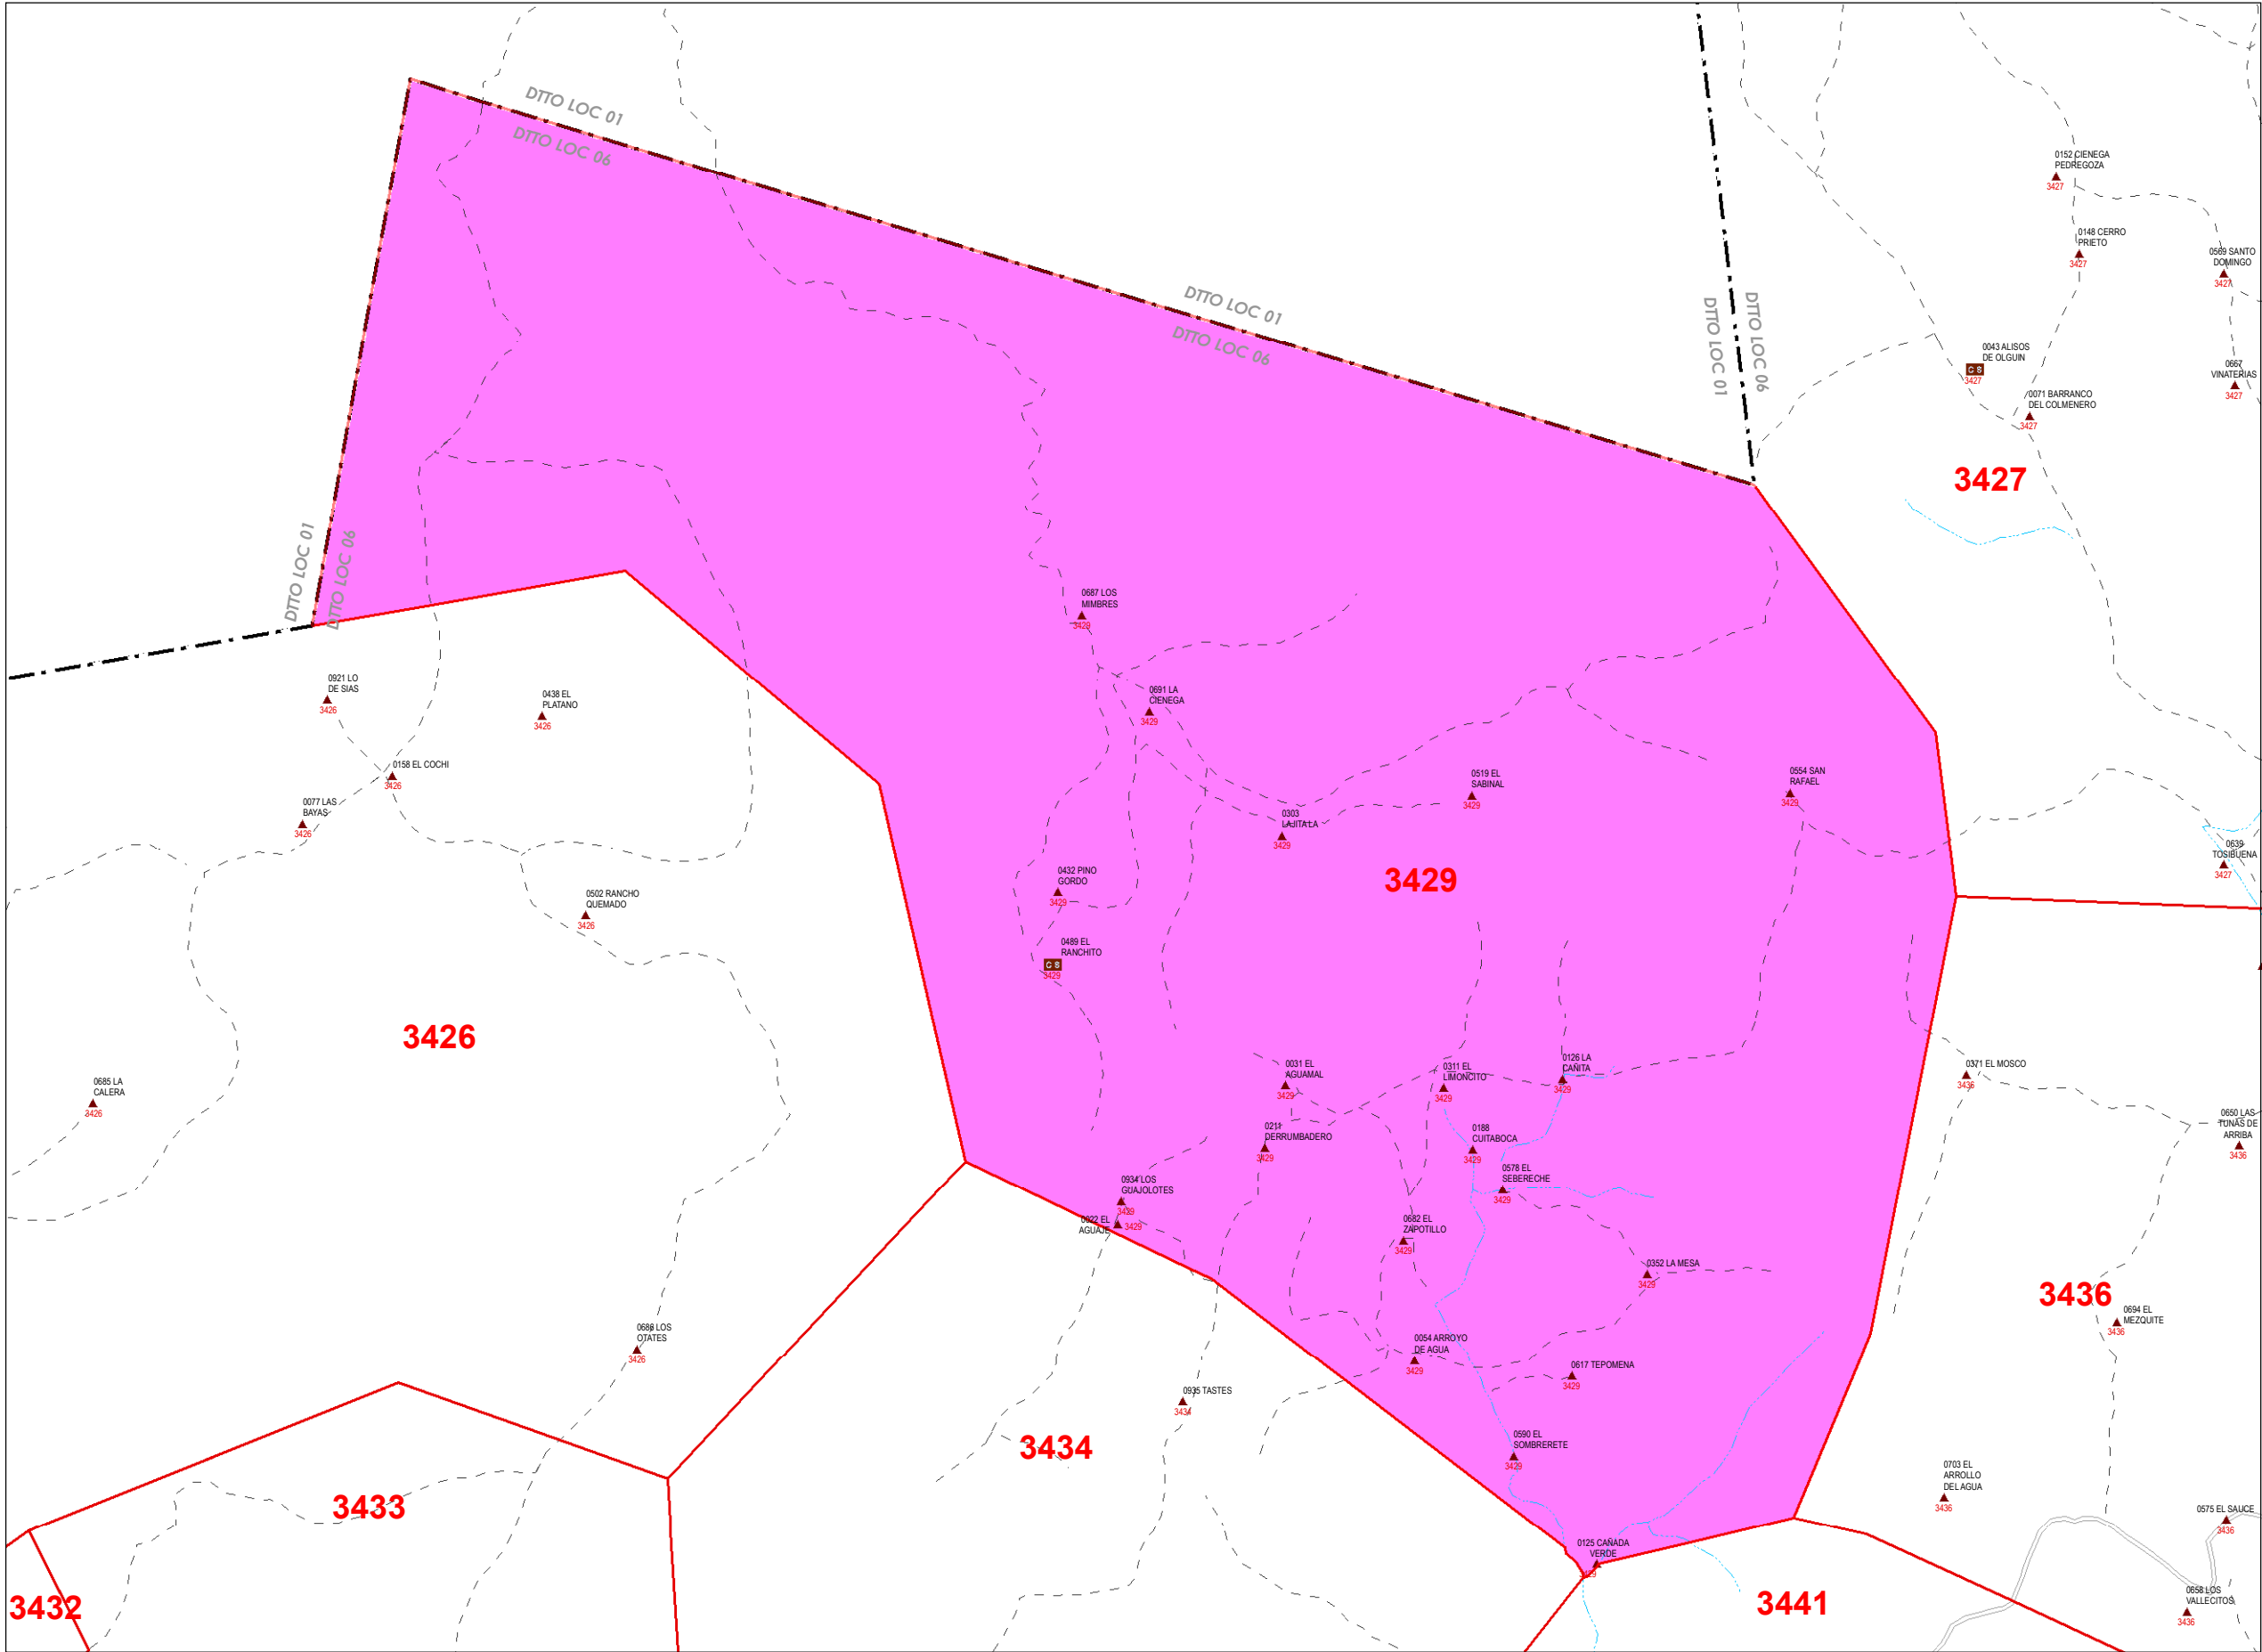 DTTO LOC 01
DTTO LOC 06
0152 CIENEGA
PEDREGOZA
3427
0148 CERRO
PRIETO
3427
0569 SANTO
DOMINGO
3427
DTTO LOC 01
DTTO LOC 06
DTTO LOC 01
DTTO LOC 06
0043 ALISOS
DE OLGUIN
C S
3427
0667
VINATERIAS
3427
0071 BARRANCO
DEL COLMENERO
3427
3427
DTTO LOC 01
DTTO LOC 06
0687 LOS
MIMBRES
3429
0921 LO
DE SIAS
3426
0438 EL
PLATANO
3426
0691 LA
CIENEGA
3429
0158 EL COCHI
3426
0077 LAS
BAYAS
3426
0519 EL
SABINAL
3429
0554 SAN
RAFAEL
3429
0303
LAJITA LA
3429
0639
TOSIBUENA
3427
0432 PINO
GORDO
3429
3429
0502 RANCHO
QUEMADO
3426
0489 EL
RANCHITO
C S
3429
3426
0685 LA
CALERA
3426
0031 EL
AGUAMAL
3429
0311 EL
LIMONCITO
3429
0126 LA
CAÑITA
3429
0371 EL MOSCO
3436
0650 LAS
TUNAS DE
ARRIBA
3436
0211
DERRUMBADERO
3429
0188
CUITABOCA
3429
0578 EL
SEBERECHE
3429
0934 LOS
GUAJOLOTES
3429
0022 EL
AGUAJE
3429
0682 EL
ZAPOTILLO
3429
0352 LA MESA
3429
3436
0694 EL
MEZQUITE
3436
0686 LOS
OTATES
3426
0054 ARROYO
DE AGUA
3429
0617 TEPOMENA
3429
0935 TASTES
3434
3434
0590 EL
SOMBRERETE
3429
0703 EL
ARROLLO
DEL AGUA
3436
3433
0575 EL SAUCE
3436
0125 CAÑADA
VERDE
3429
3432
3441
0658 LOS
VALLECITOS
3436